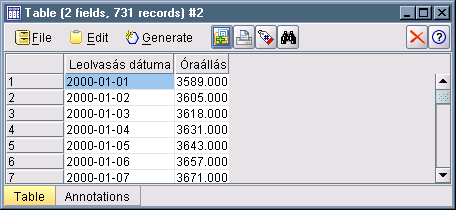 Table (2 fields, 731 records) #2
File Edit Generate
Leolvasás dátuma Óraállás
1 2000-01-01 3589.000
2 2000-01-02 3605.000
3 2000-01-03 3618.000
4 2000-01-04 3631.000
5 2000-01-05 3643.000
6 2000-01-06 3657.000
7 2000-01-07 3671.000
Table Annotations